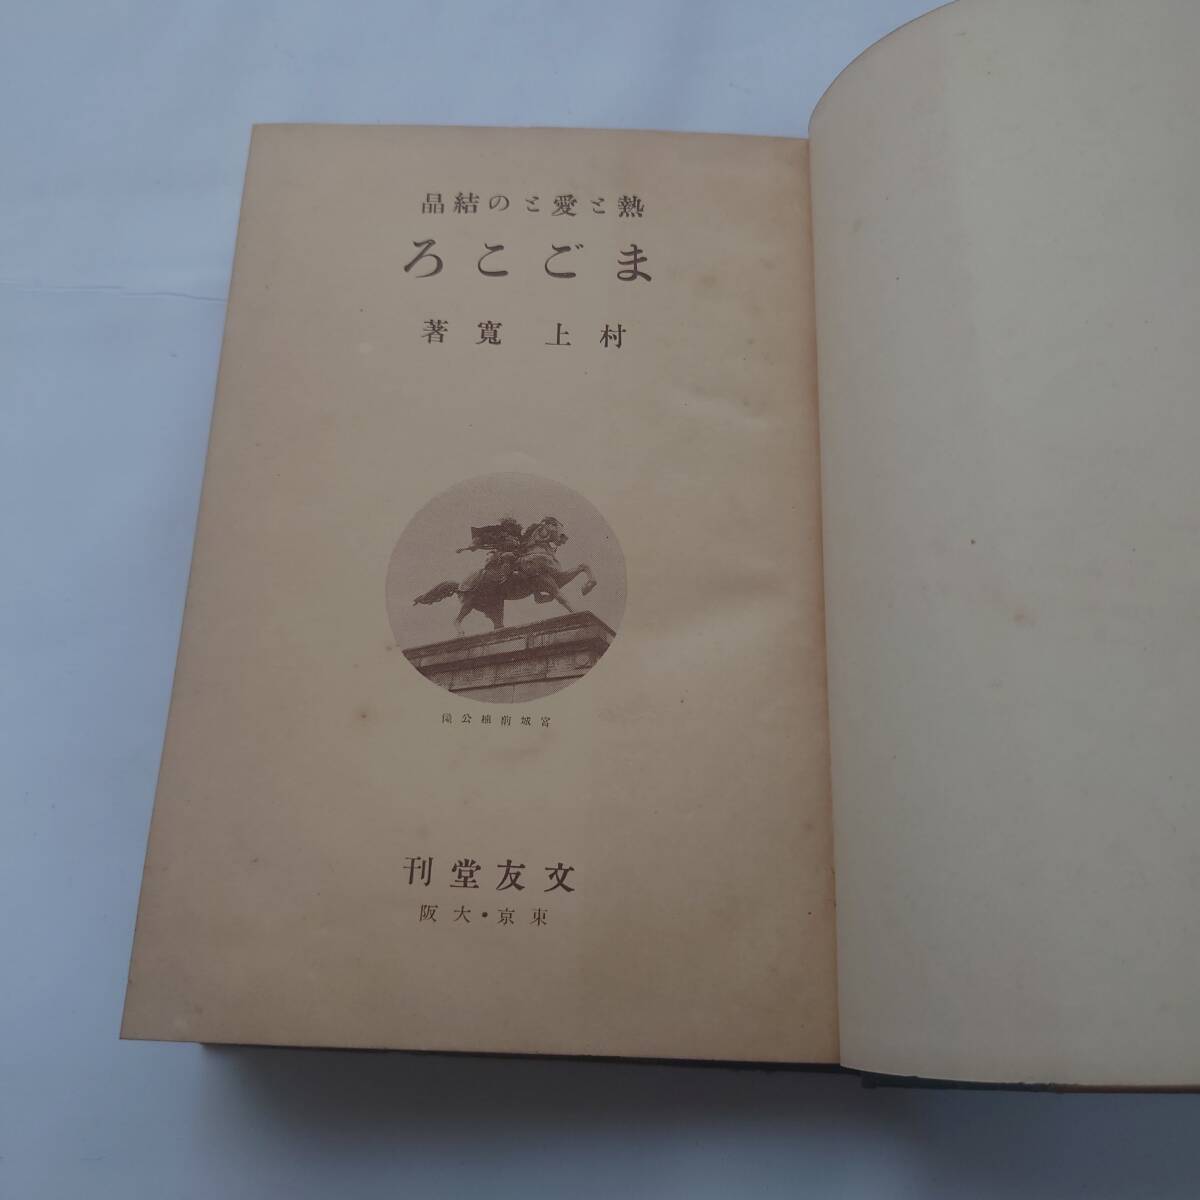 熱と愛との結晶
まごころ
村上寛著
宮城前楠公像
文友堂刊
東京・大阪